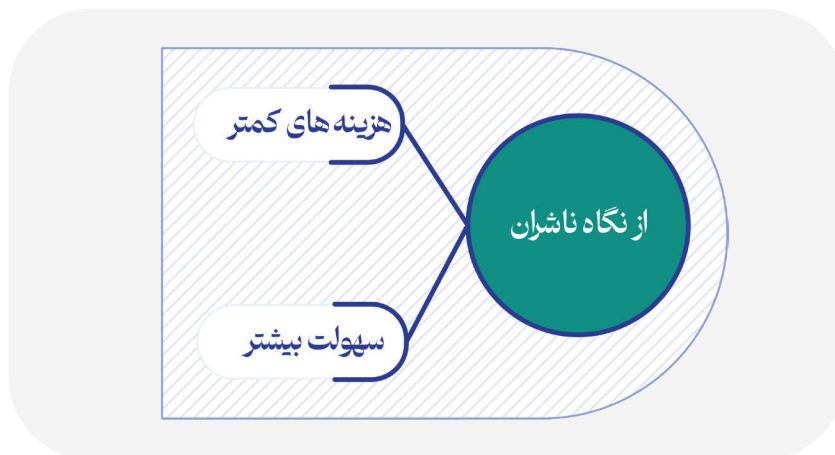 از نگاه ناشران
هزینه های کمتر
سهولت بیشتر